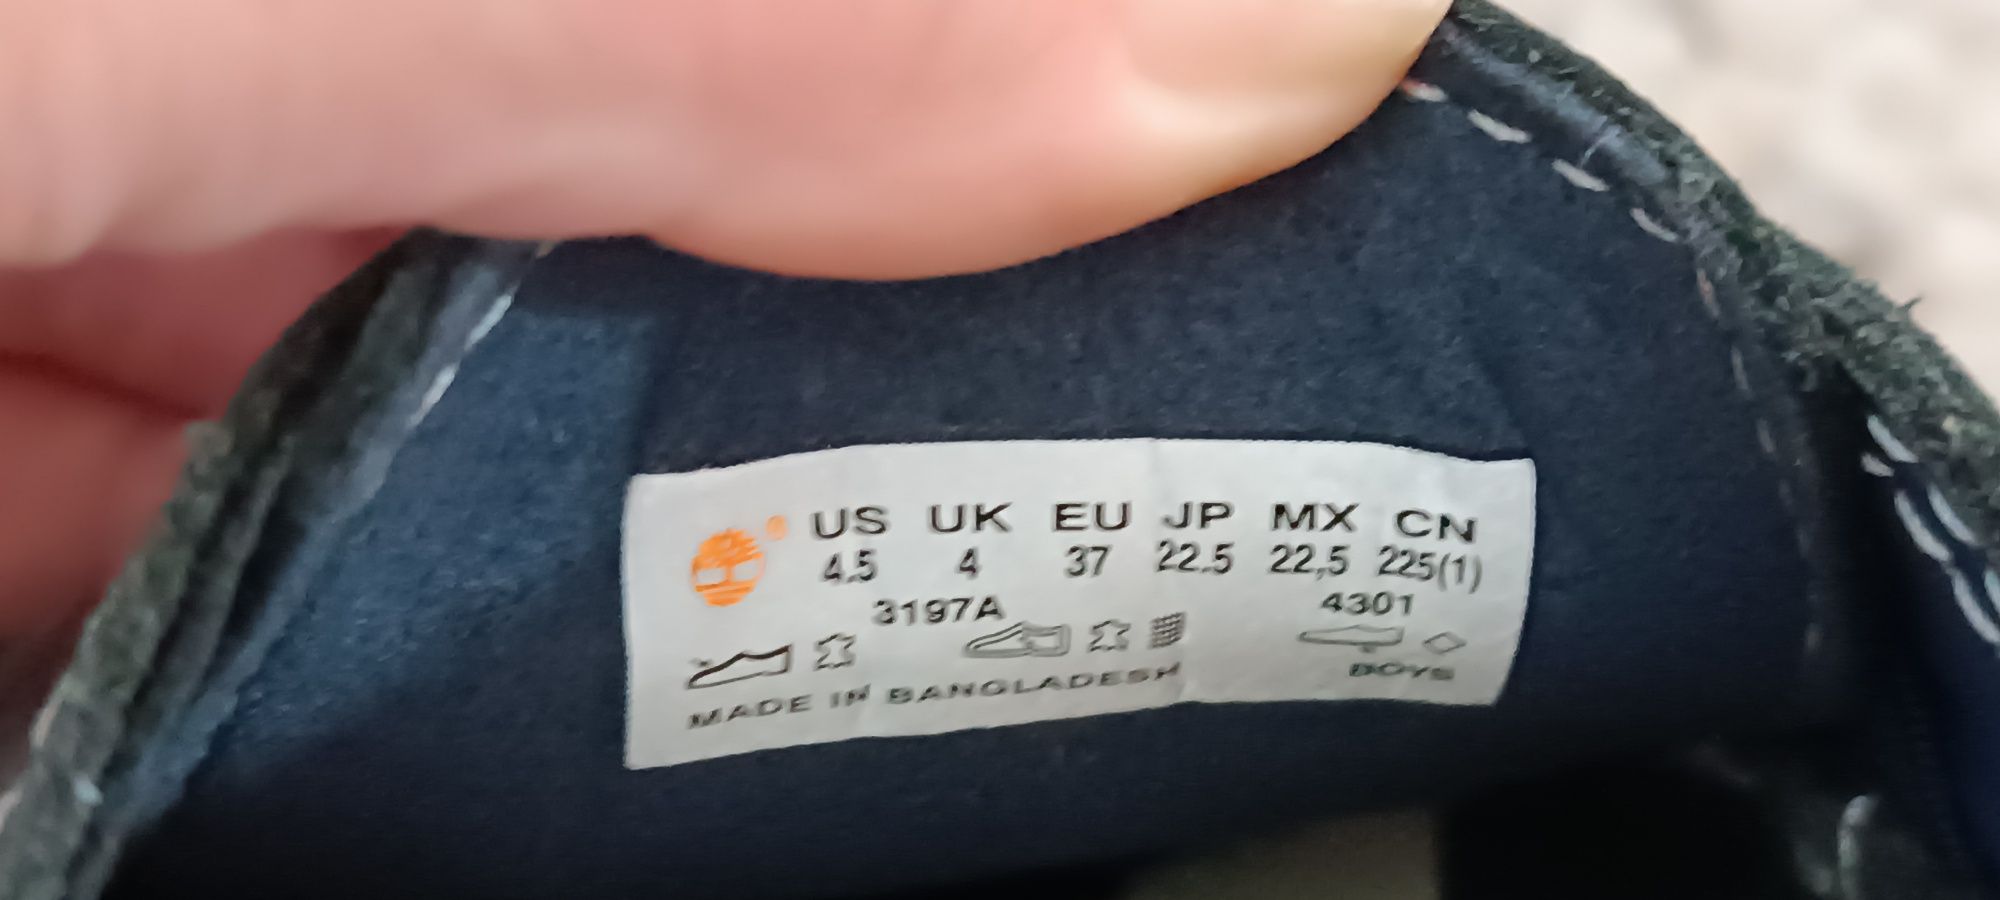 US UK EU JP MX CN
4.5 4 37 22.5 22,5 225(1)
3197A 4301
BOYS
MADE IN BANGLADESH